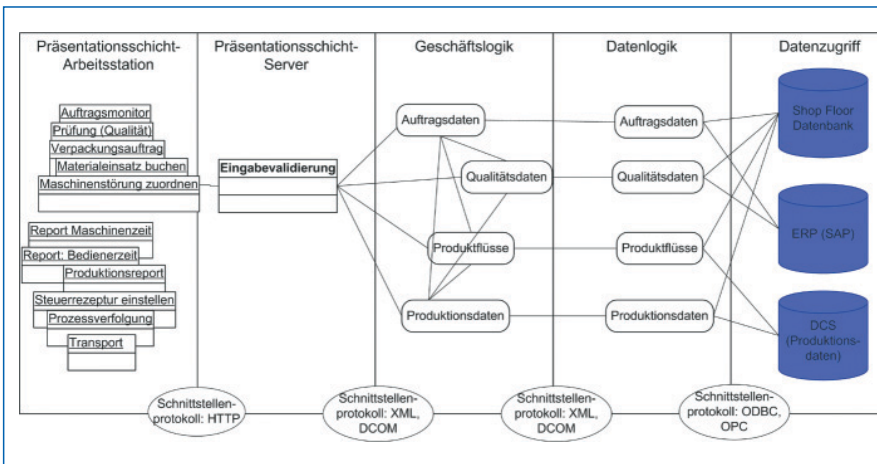 Präsentationsschicht-
Arbeitsstation
Präsentationsschicht-
Server
Geschäftslogik
Datenlogik
Datenzugriff
Auftragsmonitor
Prüfung (Qualität)
Verpackungsauftrag
Materialeinsatz buchen
Maschinenstörung zuordnen
Report Maschinenzeit
Report: Bedienerzeit
Produktionsreport
Steuerrezeptur einstellen
Prozessverfolgung
Transport
Eingabevalidierung
Auftragsdaten
Qualitätsdaten
Produktflüsse
Produktionsdaten
Auftragsdaten
Qualitätsdaten
Produktflüsse
Produktionsdaten
Shop Floor
Datenbank
ERP (SAP)
DCS
(Produktions-
daten)
Schnittstellen-
protokoll: HTTP
Schnittstellen-
protokoll: XML,
DCOM
Schnittstellen-
protokoll: XML,
DCOM
Schnittstellen-
protokoll: ODBC,
OPC